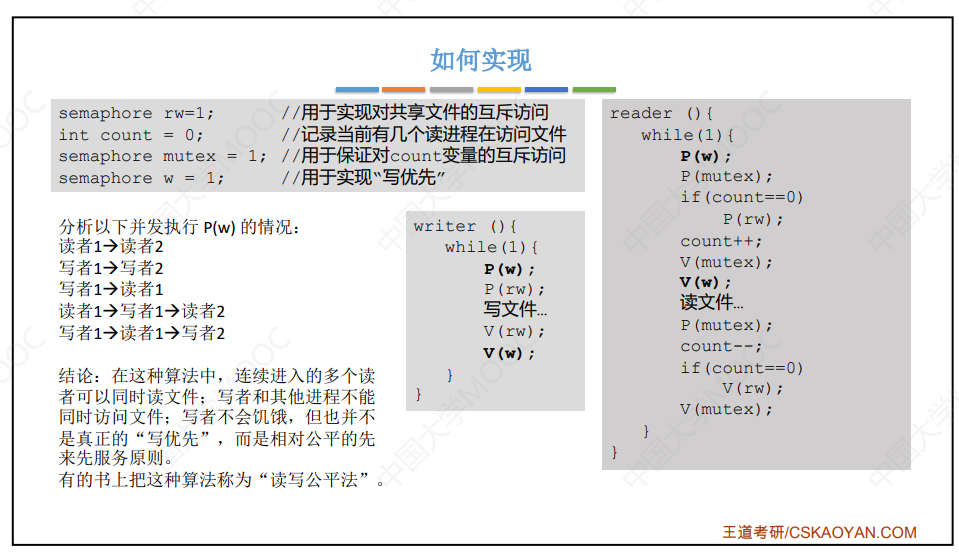 如何实现
semaphore rw=1; //用于实现对共享文件的互斥访问
int count = 0; //记录当前有几个读进程在访问文件
semaphore mutex = 1; //用于保证对count变量的互斥访问
semaphore w = 1; //用于实现“写优先”
分析以下并发执行 P(w) 的情况：
读者1→读者2
写者1→写者2
写者1→读者1
读者1→写者1→读者2
写者1→读者1→写者2
结论：在这种算法中，连续进入的多个读
者可以同时读文件；写者和其他进程不能
同时访问文件；写者不会饥饿，但也并不
是真正的“写优先”，而是相对公平的先
来先服务原则。
有的书上把这种算法称为“读写公平法”。
writer (){
while(1){
P(w);
P(rw);
写文件…
V(rw);
V(w);
}
}
reader (){
while(1){
P(w);
P(mutex);
if(count==0)
P(rw);
count++;
V(mutex);
V(w);
读文件…
P(mutex);
count--;
if(count==0)
V(rw);
V(mutex);
}
}
王道考研/CSKAOYAN.COM
中国大学MOOC